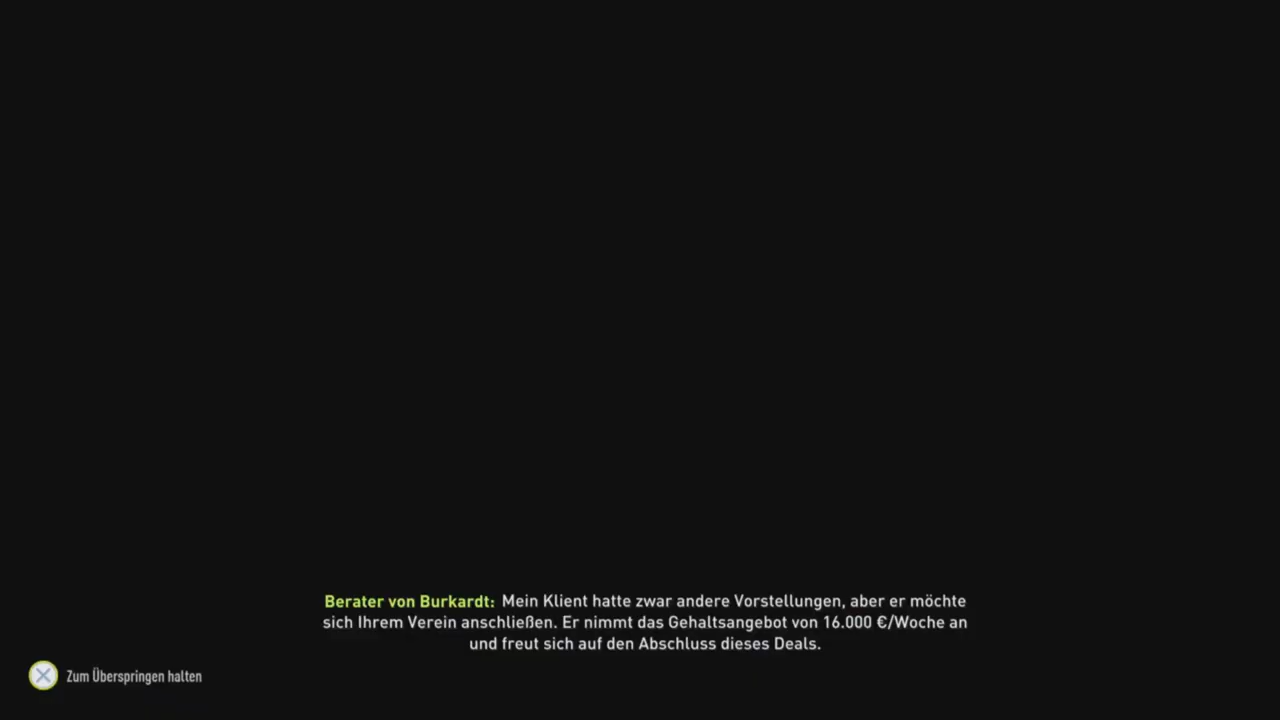 Berater von Burkardt: Mein Klient hatte zwar andere Vorstellungen, aber er möchte
sich Ihrem Verein anschließen. Er nimmt das Gehaltsangebot von 16.000 €/Woche an
und freut sich auf den Abschluss dieses Deals.
Zum Überspringen halten